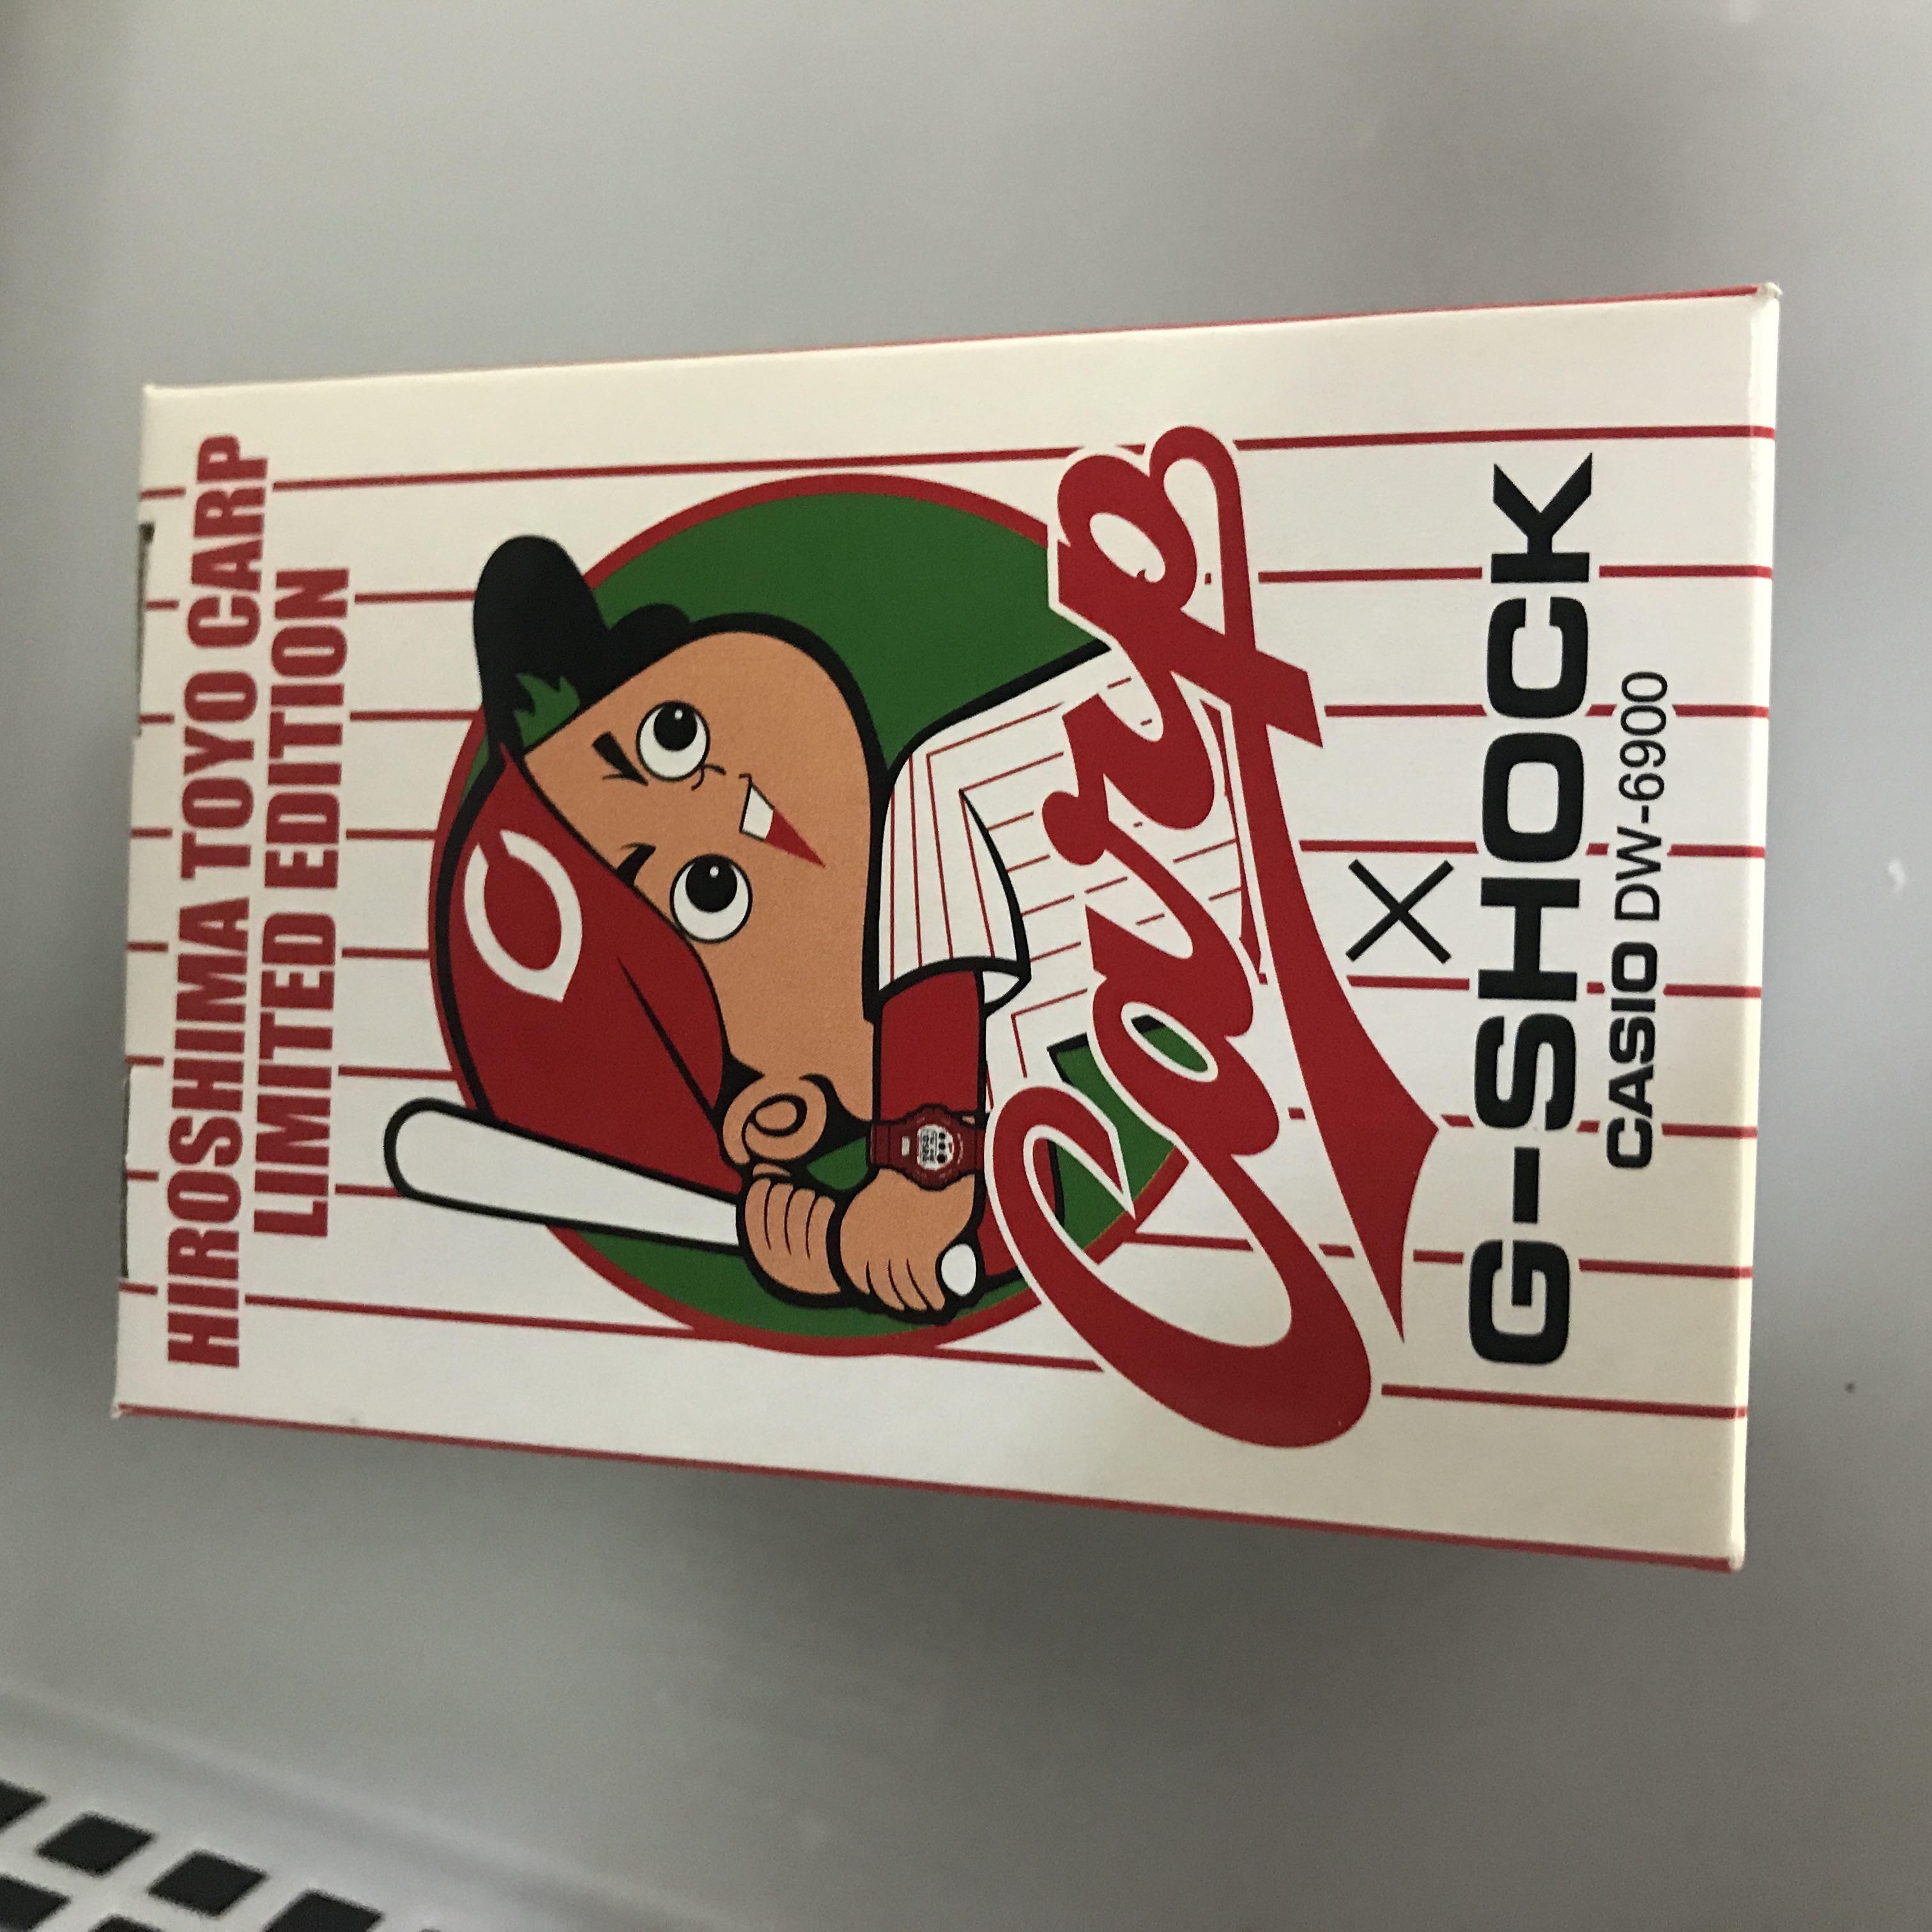 HIROSHIMA TOYO CARP
LIMITED EDITION
C
Carp
×
G-SHOCK
CASIO DW-6900